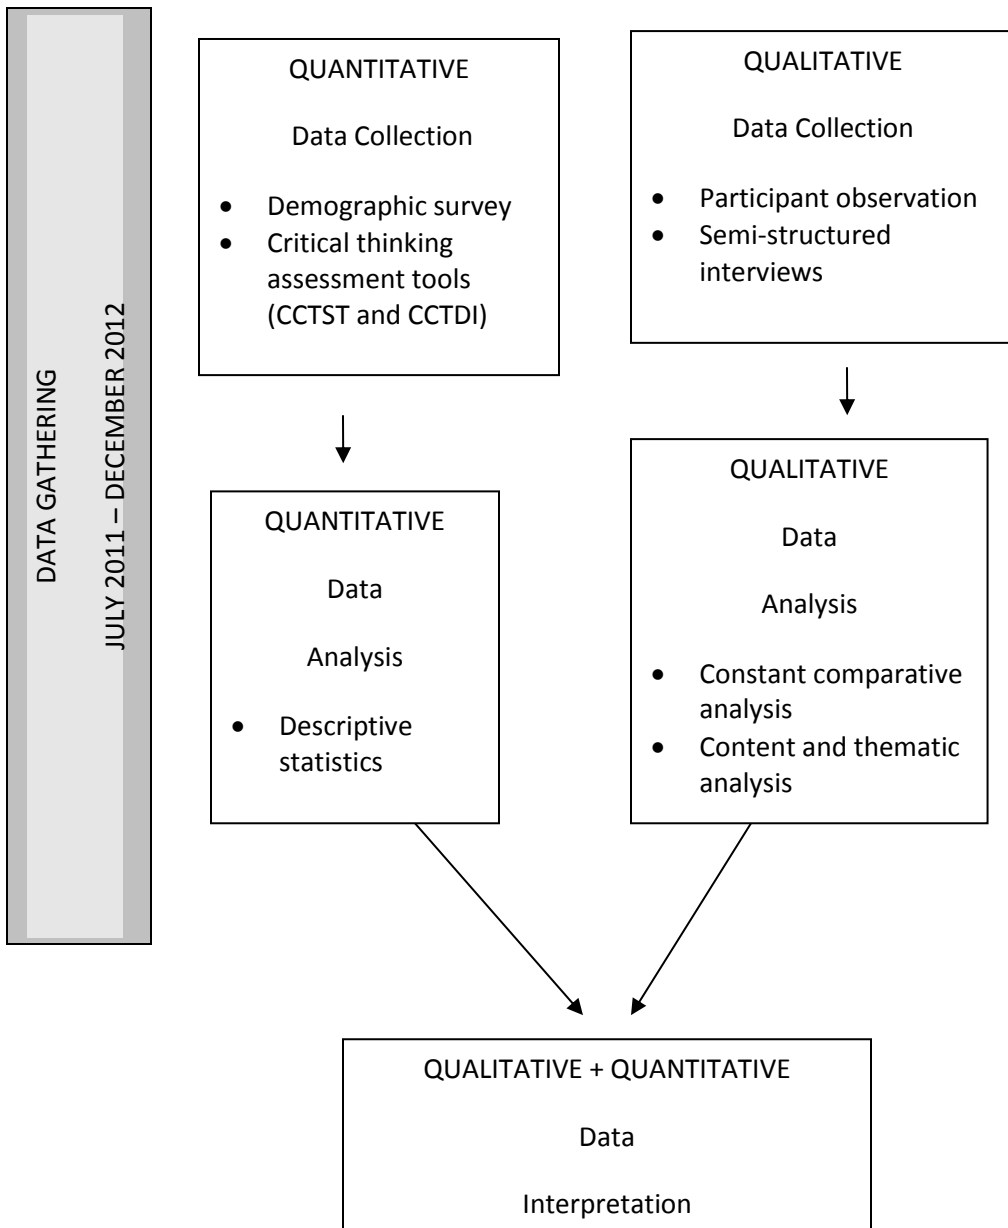 DATA GATHERING
JULY 2011 – DECEMBER 2012
QUANTITATIVE
Data Collection
• Demographic survey
• Critical thinking
assessment tools
(CCTST and CCTDI)
QUALITATIVE
Data Collection
• Participant observation
• Semi-structured
interviews
QUANTITATIVE
Data
Analysis
• Descriptive
statistics
QUALITATIVE
Data
Analysis
• Constant comparative
analysis
• Content and thematic
analysis
QUALITATIVE + QUANTITATIVE
Data
Interpretation